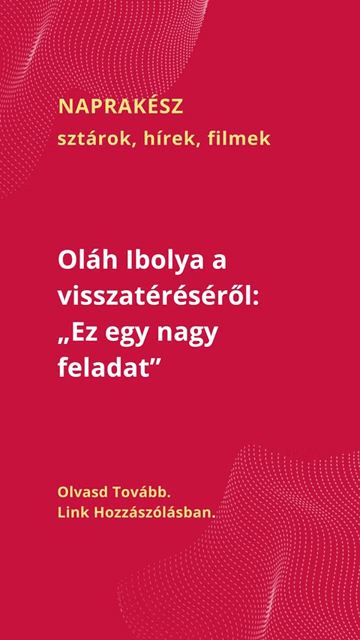 NAPRAKÉSZ
sztárok, hírek, filmek
Oláh Ibolya a
visszatéréséről:
„Ez egy nagy
feladat”
Olvasd Tovább.
Link Hozzászólásban.